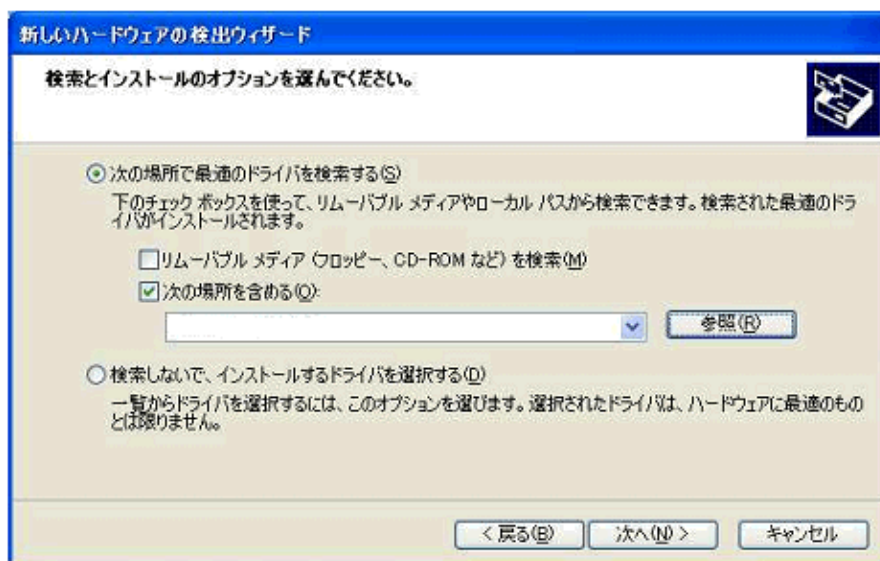 新しいハードウェアの検出ウィザード
検索とインストールのオプションを選んでください。
次の場所で最適のドライバを検索する(S)
下のチェック ボックスを使って、リムーバブル メディアやローカル パスから検索できます。検索された最適のドラ
イバがインストールされます。
リムーバブル メディア (フロッピー、CD-ROM など) を検索(M)
次の場所を含める(O):
参照(R)
検索しないで、インストールするドライバを選択する(D)
一覧からドライバを選択するには、このオプションを選びます。選択されたドライバは、ハードウェアに最適のもの
とは限りません。
< 戻る(B) 次へ(N) > キャンセル